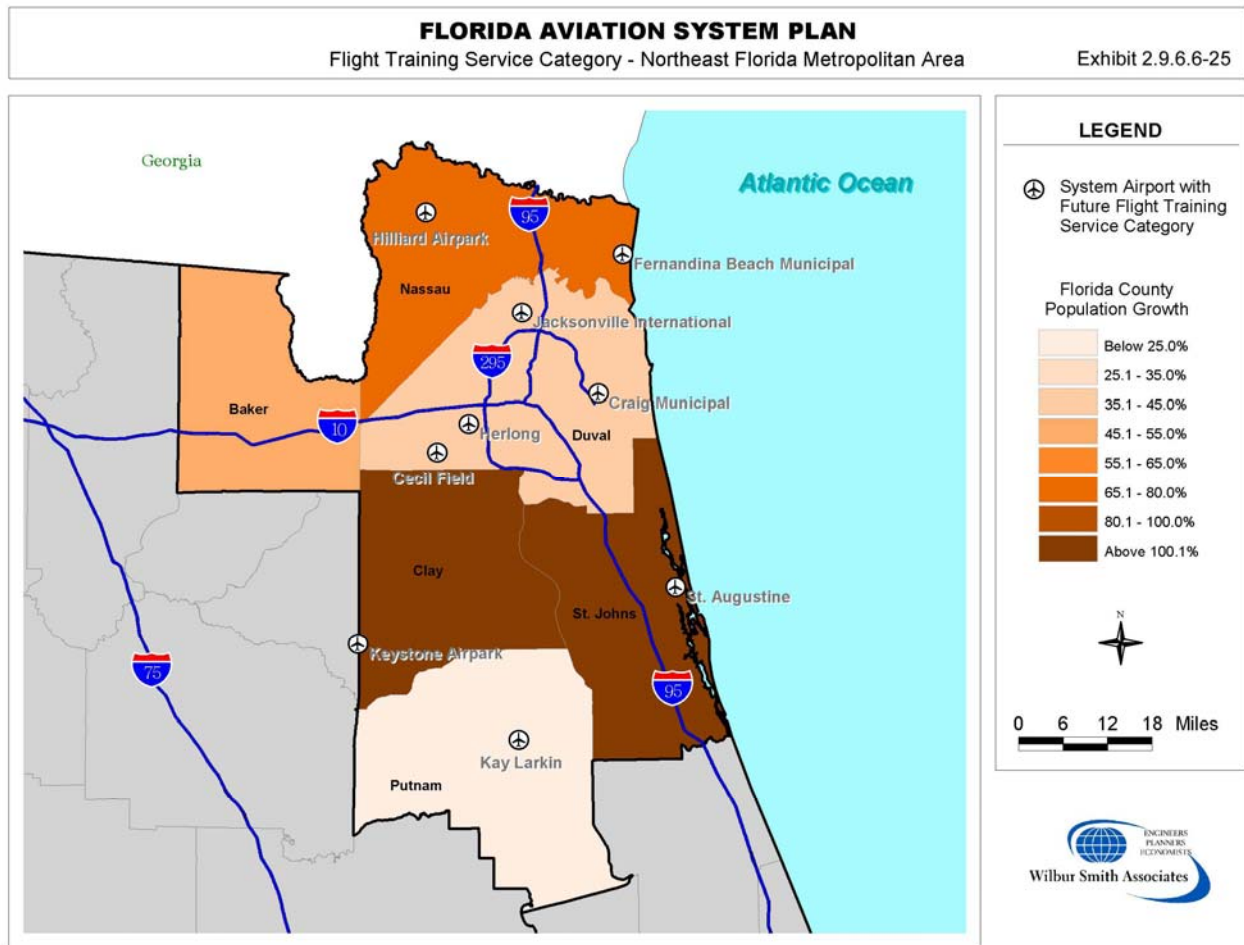 FLORIDA AVIATION SYSTEM PLAN
Flight Training Service Category - Northeast Florida Metropolitan Area
Exhibit 2.9.6.6-25
Georgia
Atlantic Ocean
95
Hilliard Airpark
Fernandina Beach Municipal
Nassau
Jacksonville International
295
Baker
10
Craig Municipal
Herlong
Duval
Cecil Field
Clay
St. Augustine
St. Johns
Keystone Airpark
75
95
Kay Larkin
Putnam
LEGEND
System Airport with
Future Flight Training
Service Category
Florida County
Population Growth
Below 25.0%
25.1 - 35.0%
35.1 - 45.0%
45.1 - 55.0%
55.1 - 65.0%
65.1 - 80.0%
80.1 - 100.0%
Above 100.1%
N
0 6 12 18 Miles
ENGINEERS
PLANNERS
ECONOMISTS
Wilbur Smith Associates